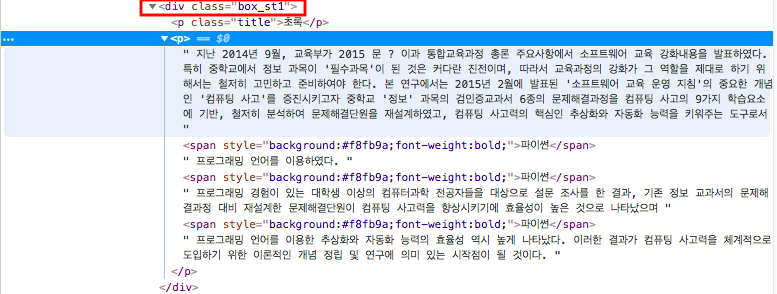 ▼<div class="box_st1">
<p class="title">초록</p>
… ▼<p> == $0
" 지난 2014년 9월, 교육부가 2015 문 ? 이과 통합교육과정 총론 주요사항에서 소프트웨어 교육 강화내용을 발표하였다.
특히 중학교에서 정보 과목이 '필수과목'이 된 것은 커다란 진전이며, 따라서 교육과정의 강화가 그 역할을 제대로 하기 위
해서는 철저히 고민하고 준비하여야 한다. 본 연구에서는 2015년 2월에 발표된 '소프트웨어 교육 운영 지침'의 중요한 개념
인 '컴퓨팅 사고'를 증진시키고자 중학교 '정보' 과목의 검인증교과서 6종의 문제해결과정을 컴퓨팅 사고의 9가지 학습요소
에 기반, 철저히 분석하여 문제해결단원을 재설계하였고, 컴퓨팅 사고력의 핵심인 추상화와 자동화 능력을 키워주는 도구로서
"
<span style="background:#f8fb9a;font-weight:bold;">파이썬</span>
" 프로그래밍 언어를 이용하였다. "
<span style="background:#f8fb9a;font-weight:bold;">파이썬</span>
" 프로그래밍 경험이 있는 대학생 이상의 컴퓨터과학 전공자들을 대상으로 설문 조사를 한 결과, 기존 정보 교과서의 문제해
결과정 대비 재설계한 문제해결단원이 컴퓨팅 사고력을 향상시키기에 효율성이 높은 것으로 나타났으며 "
<span style="background:#f8fb9a;font-weight:bold;">파이썬</span>
" 프로그래밍 언어를 이용한 추상화와 자동화 능력의 효율성 역시 높게 나타났다. 이러한 결과가 컴퓨팅 사고력을 체계적으로
도입하기 위한 이론적인 개념 정립 및 연구에 의미 있는 시작점이 될 것이다. "
</p>
</div>